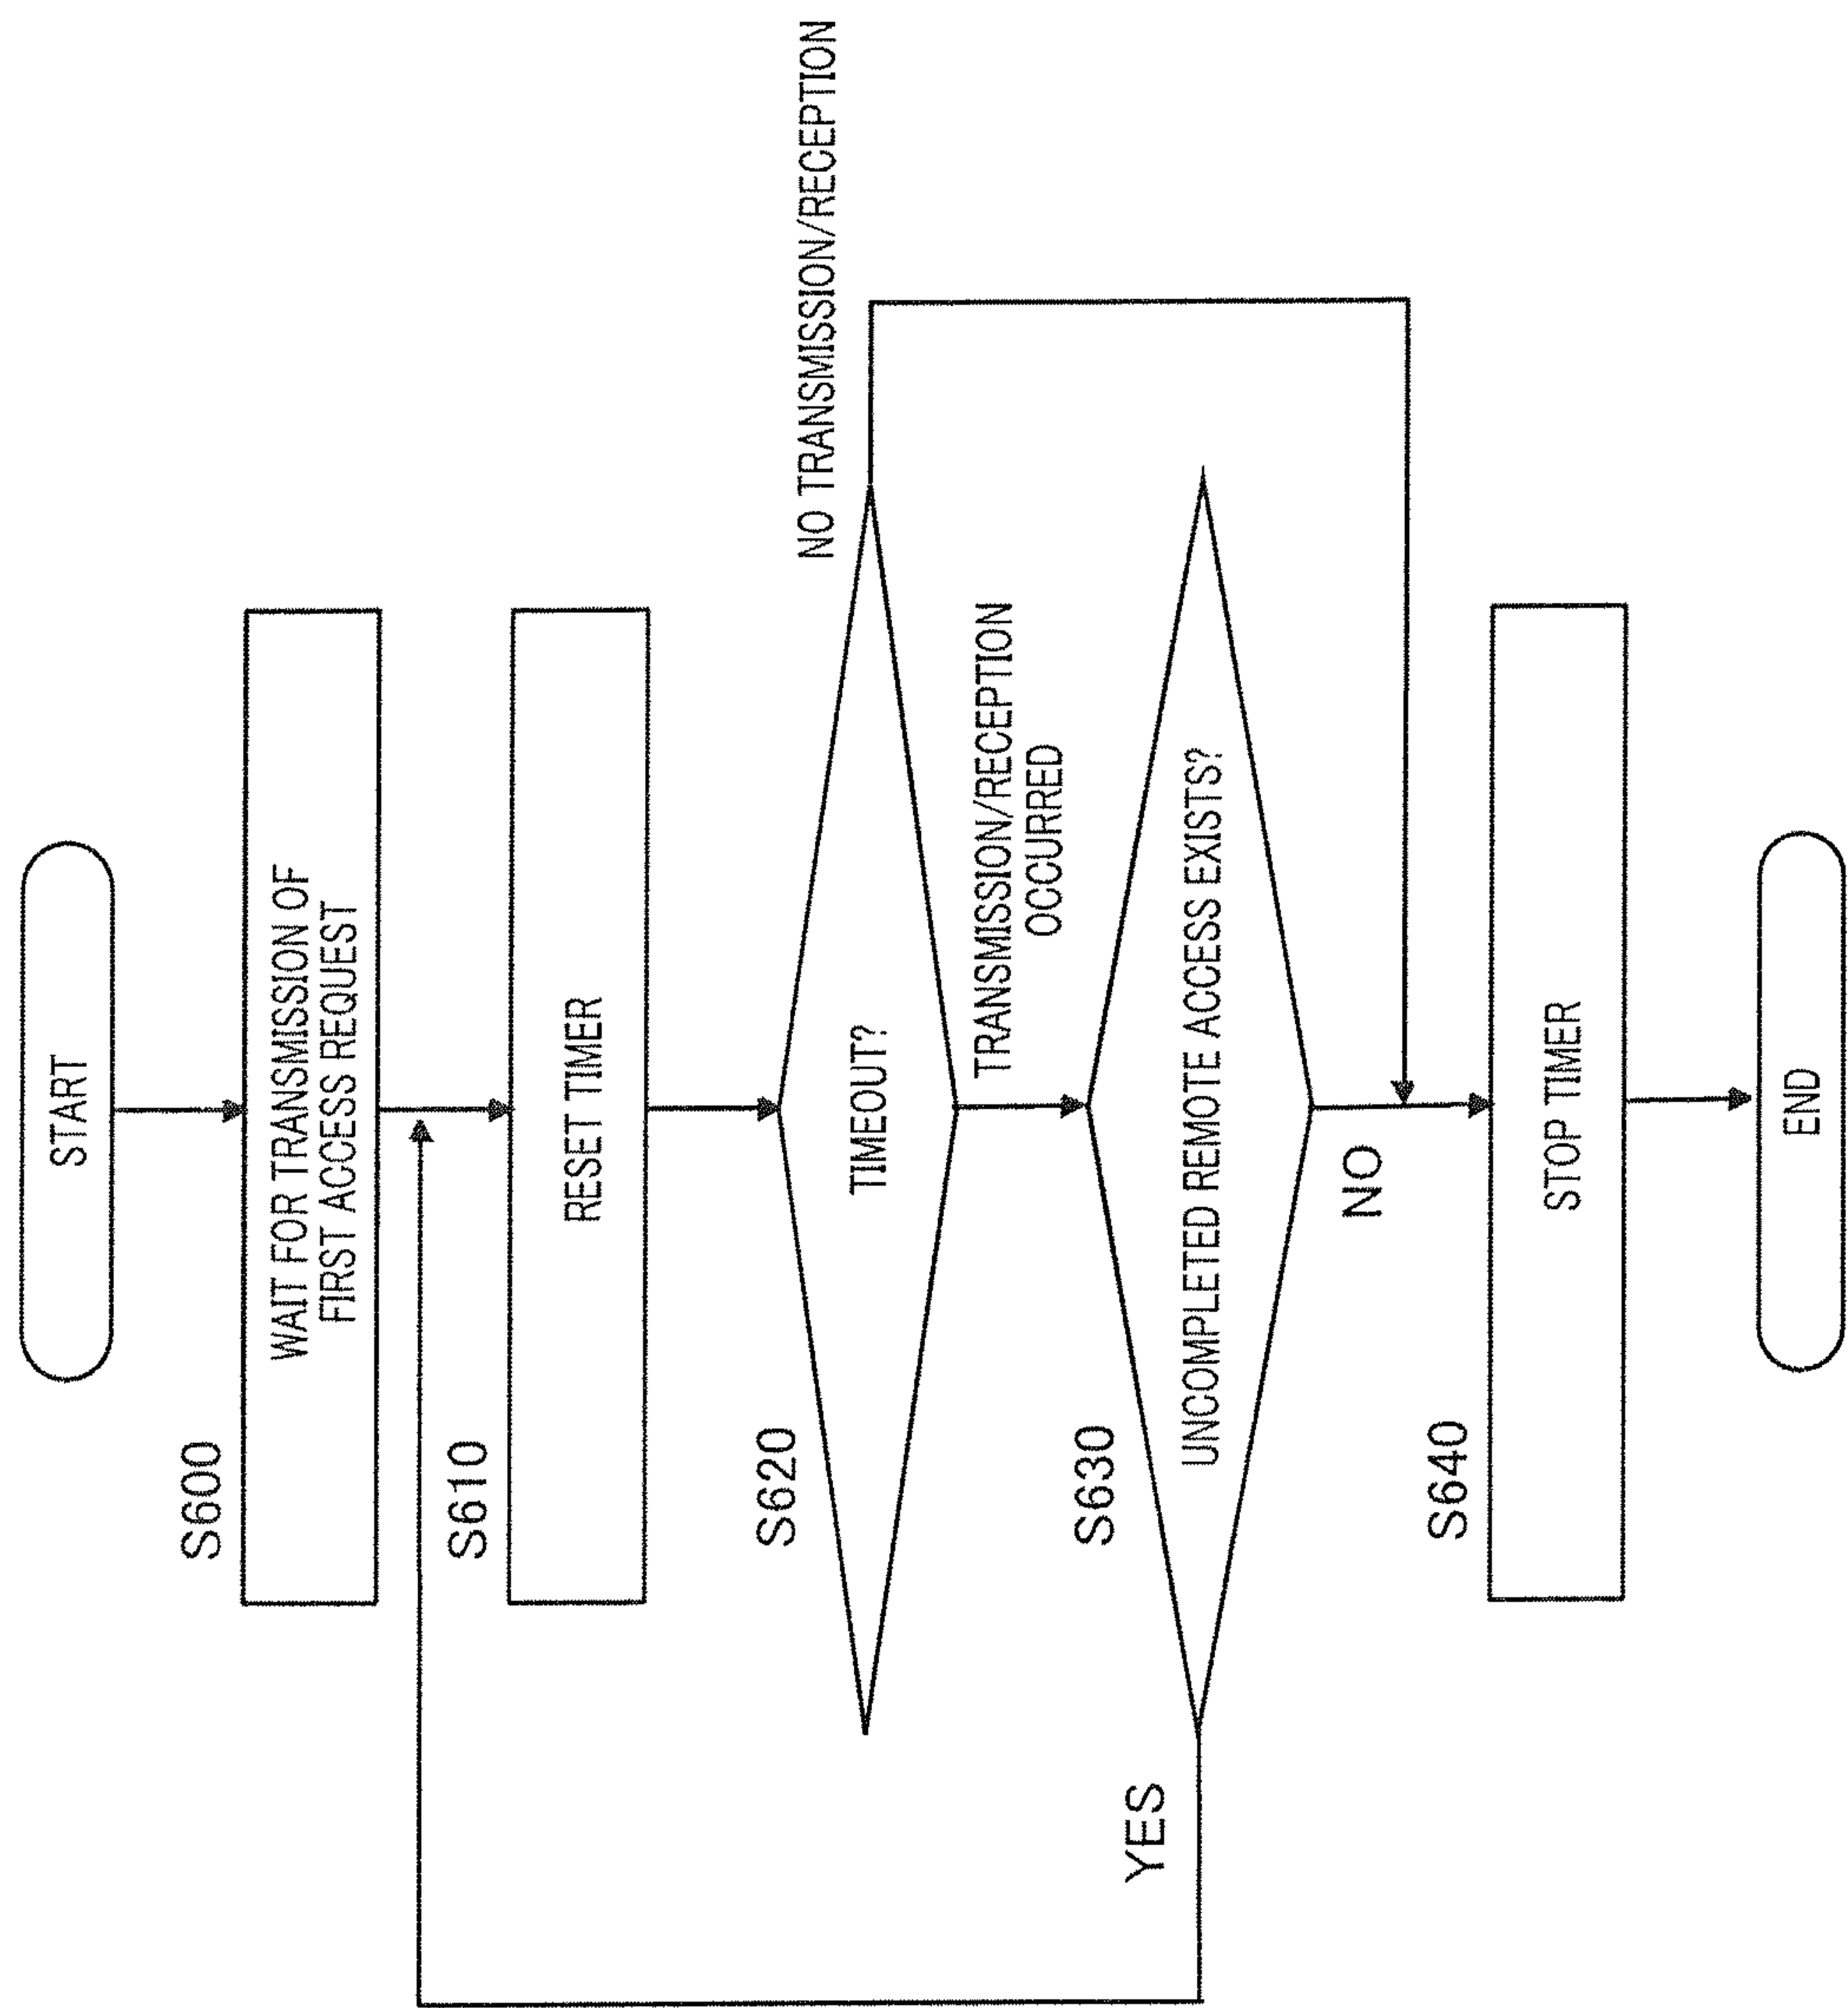 START
S600
WAIT FOR TRANSMISSION OF
FIRST ACCESS REQUEST
S610
RESET TIMER
S620
TIMEOUT?
NO TRANSMISSION/RECEPTION
TRANSMISSION/RECEPTION
OCCURRED
S630
UNCOMPLETED REMOTE ACCESS EXISTS?
YES
NO
S640
STOP TIMER
END